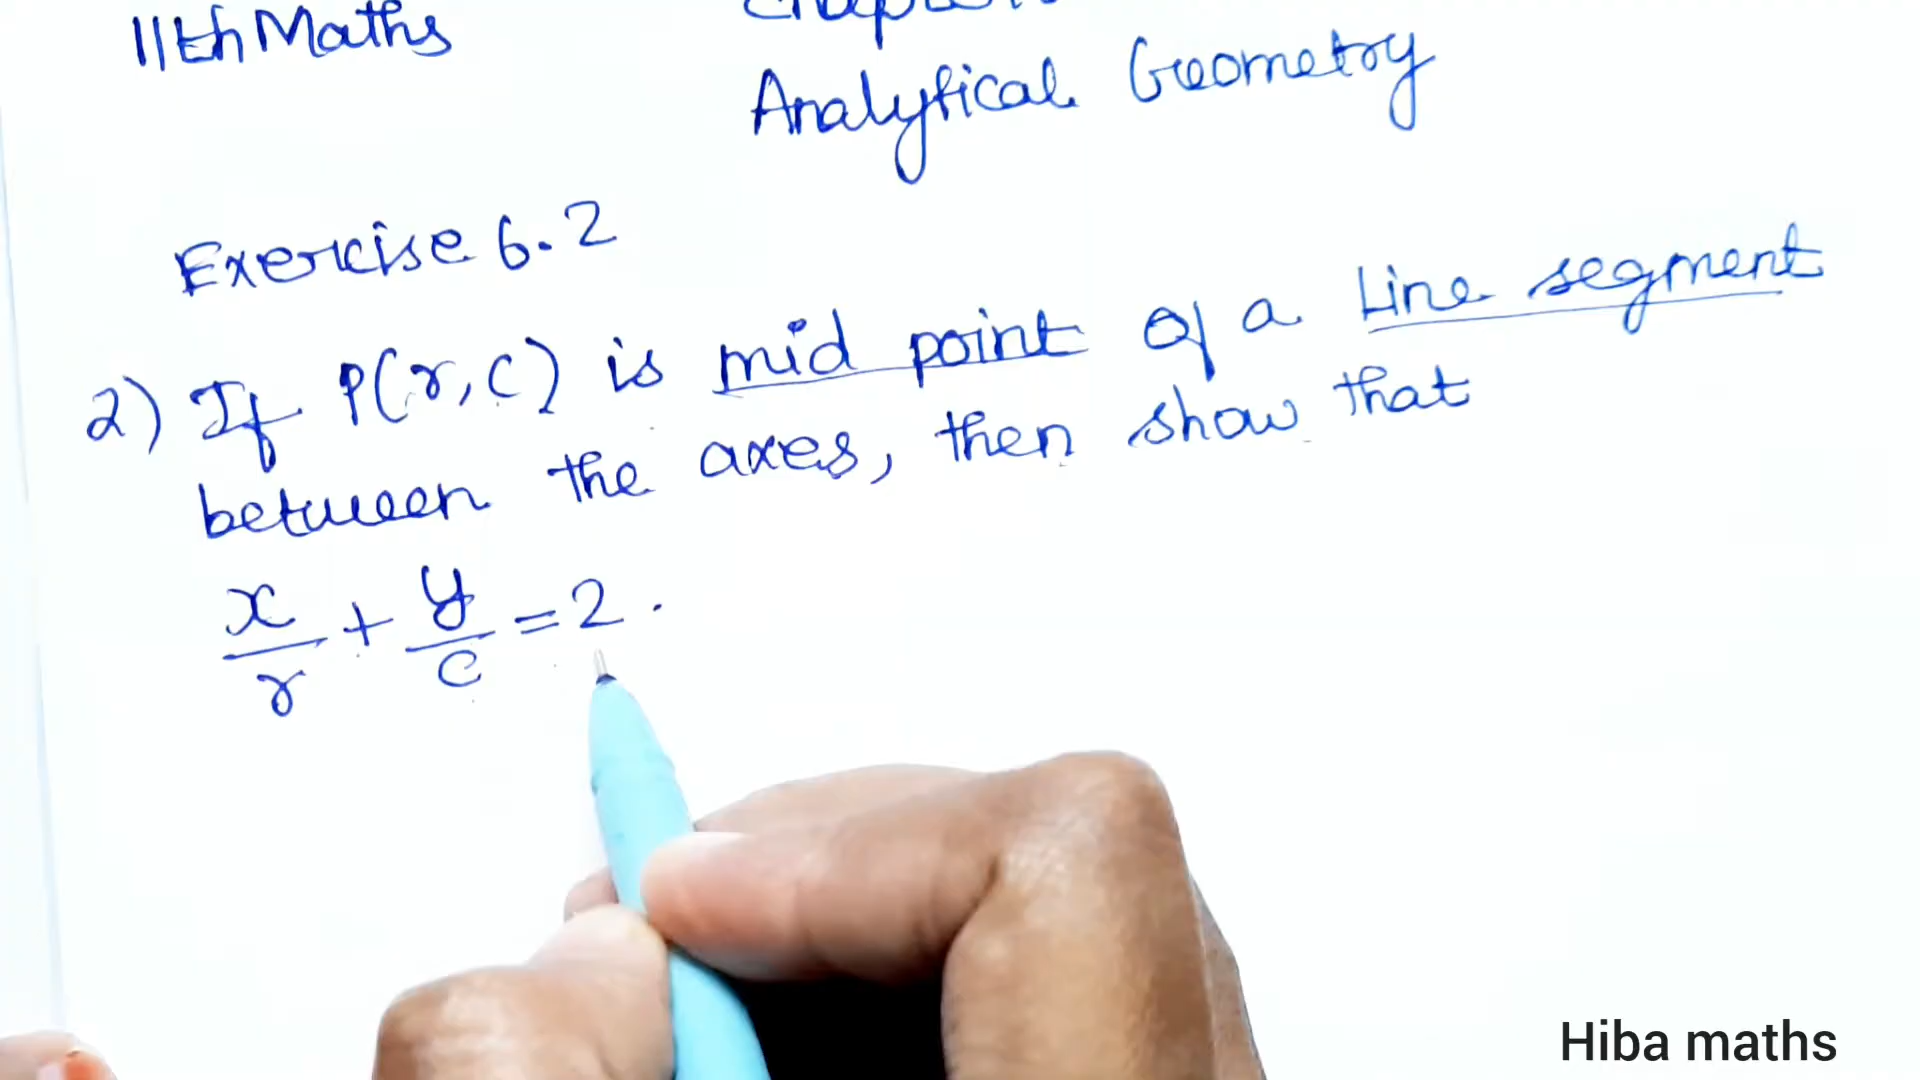 11th Maths
Analytical Geometry
Exercise 6.2
2) If P(r, c) is mid point of a Line segment
between the axes, then show that
x/r + y/c = 2.
Hiba maths